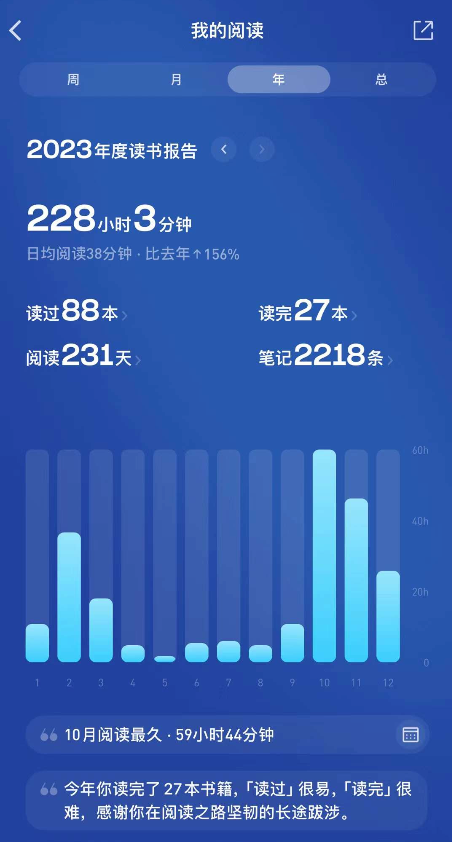 我的阅读
周 月 年 总
2023年度读书报告
228小时3分钟
日均阅读38分钟 · 比去年↑156%
读过88本 读完27本
阅读231天 笔记2218条
60h
40h
20h
0
1 2 3 4 5 6 7 8 9 10 11 12
10月阅读最久 · 59小时44分钟
今年你读完了27本书籍，「读过」很易，「读完」很
难，感谢你在阅读之路坚韧的长途跋涉。